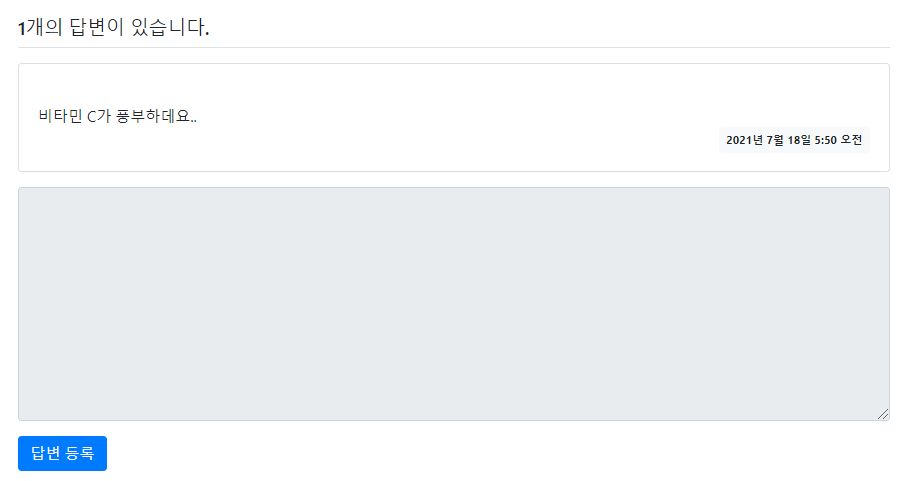 1개의 답변이 있습니다.
비타민 C가 풍부하데요..
2021년 7월 18일 5:50 오전
답변 등록